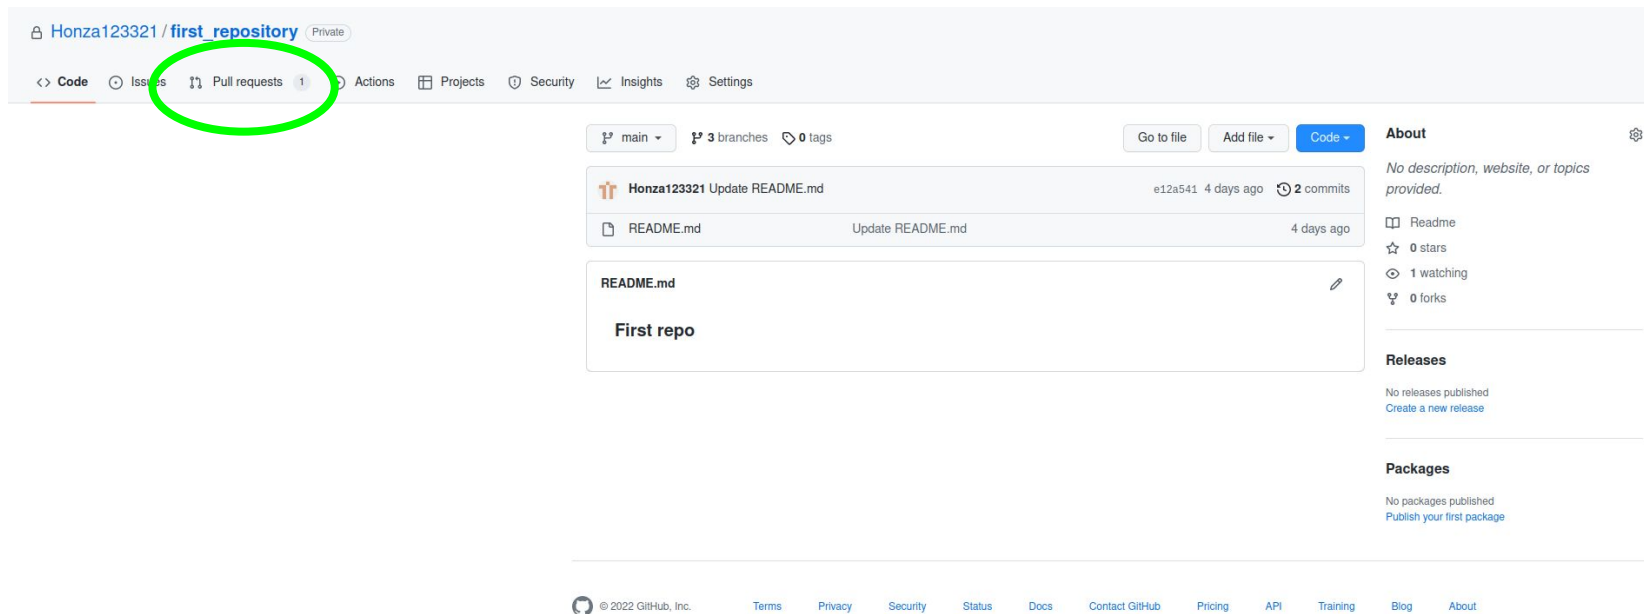 Honza123321 / first_repository Private
Code Issues Pull requests 1 Actions Projects Security Insights Settings
main 3 branches 0 tags Go to file Add file Code
Honza123321 Update README.md e12a541 4 days ago 2 commits
README.md Update README.md 4 days ago
README.md
First repo
About
No description, website, or topics
provided.
Readme
0 stars
1 watching
0 forks
Releases
No releases published
Create a new release
Packages
No packages published
Publish your first package
© 2022 GitHub, Inc. Terms Privacy Security Status Docs Contact GitHub Pricing API Training Blog About